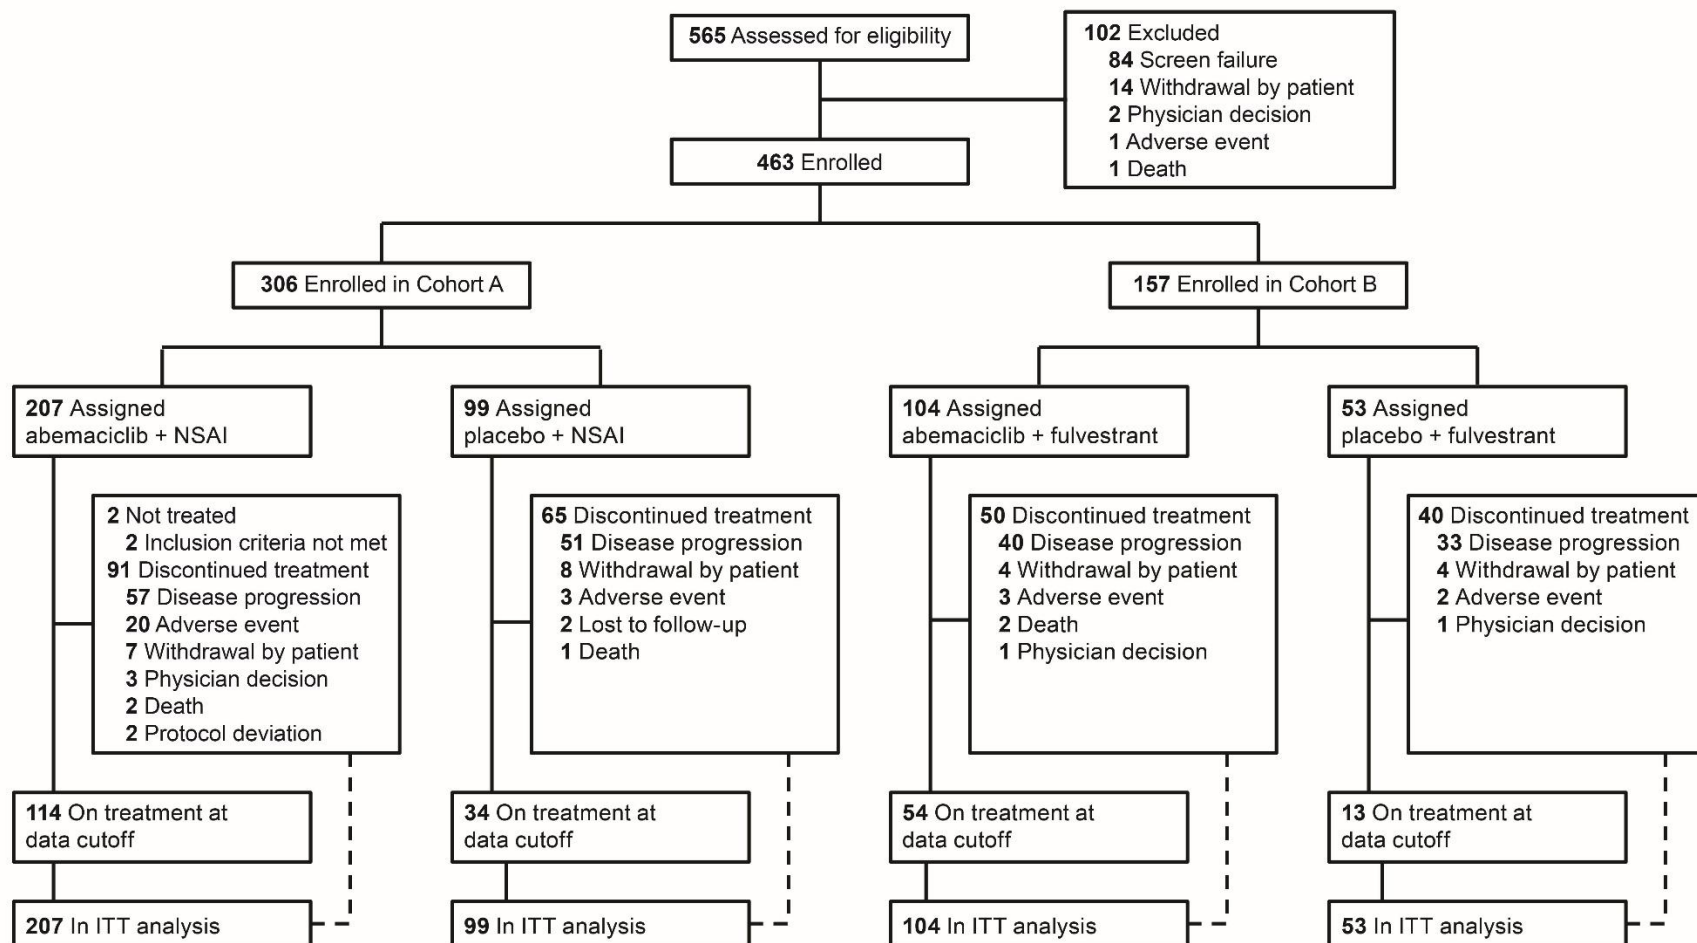 565 Assessed for eligibility
102 Excluded
84 Screen failure
14 Withdrawal by patient
2 Physician decision
1 Adverse event
1 Death
463 Enrolled
306 Enrolled in Cohort A
157 Enrolled in Cohort B
207 Assigned
abemaciclib + NSAI
99 Assigned
placebo + NSAI
104 Assigned
abemaciclib + fulvestrant
53 Assigned
placebo + fulvestrant
2 Not treated
2 Inclusion criteria not met
91 Discontinued treatment
57 Disease progression
20 Adverse event
7 Withdrawal by patient
3 Physician decision
2 Death
2 Protocol deviation
65 Discontinued treatment
51 Disease progression
8 Withdrawal by patient
3 Adverse event
2 Lost to follow-up
1 Death
50 Discontinued treatment
40 Disease progression
4 Withdrawal by patient
3 Adverse event
2 Death
1 Physician decision
40 Discontinued treatment
33 Disease progression
4 Withdrawal by patient
2 Adverse event
1 Physician decision
114 On treatment at
data cutoff
34 On treatment at
data cutoff
54 On treatment at
data cutoff
13 On treatment at
data cutoff
207 In ITT analysis
99 In ITT analysis
104 In ITT analysis
53 In ITT analysis